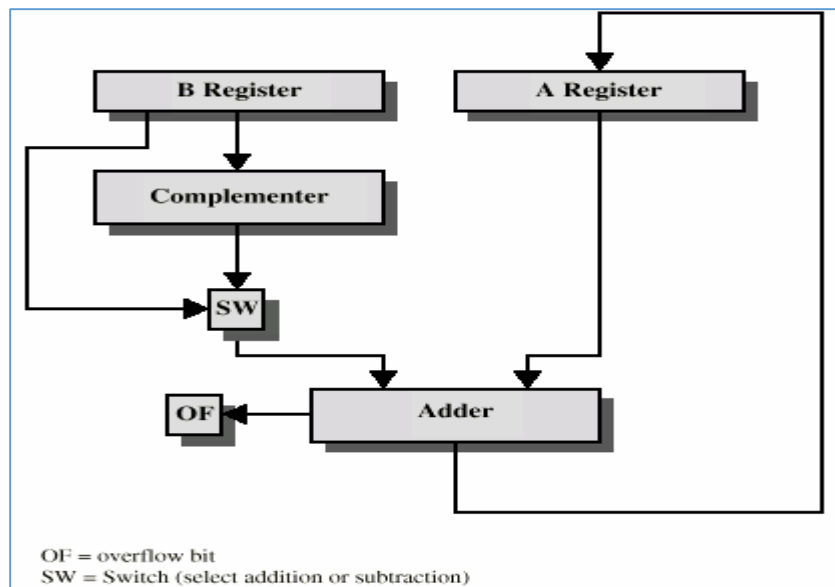 B Register
A Register
Complementer
SW
OF
Adder
OF = overflow bit
SW = Switch (select addition or subtraction)